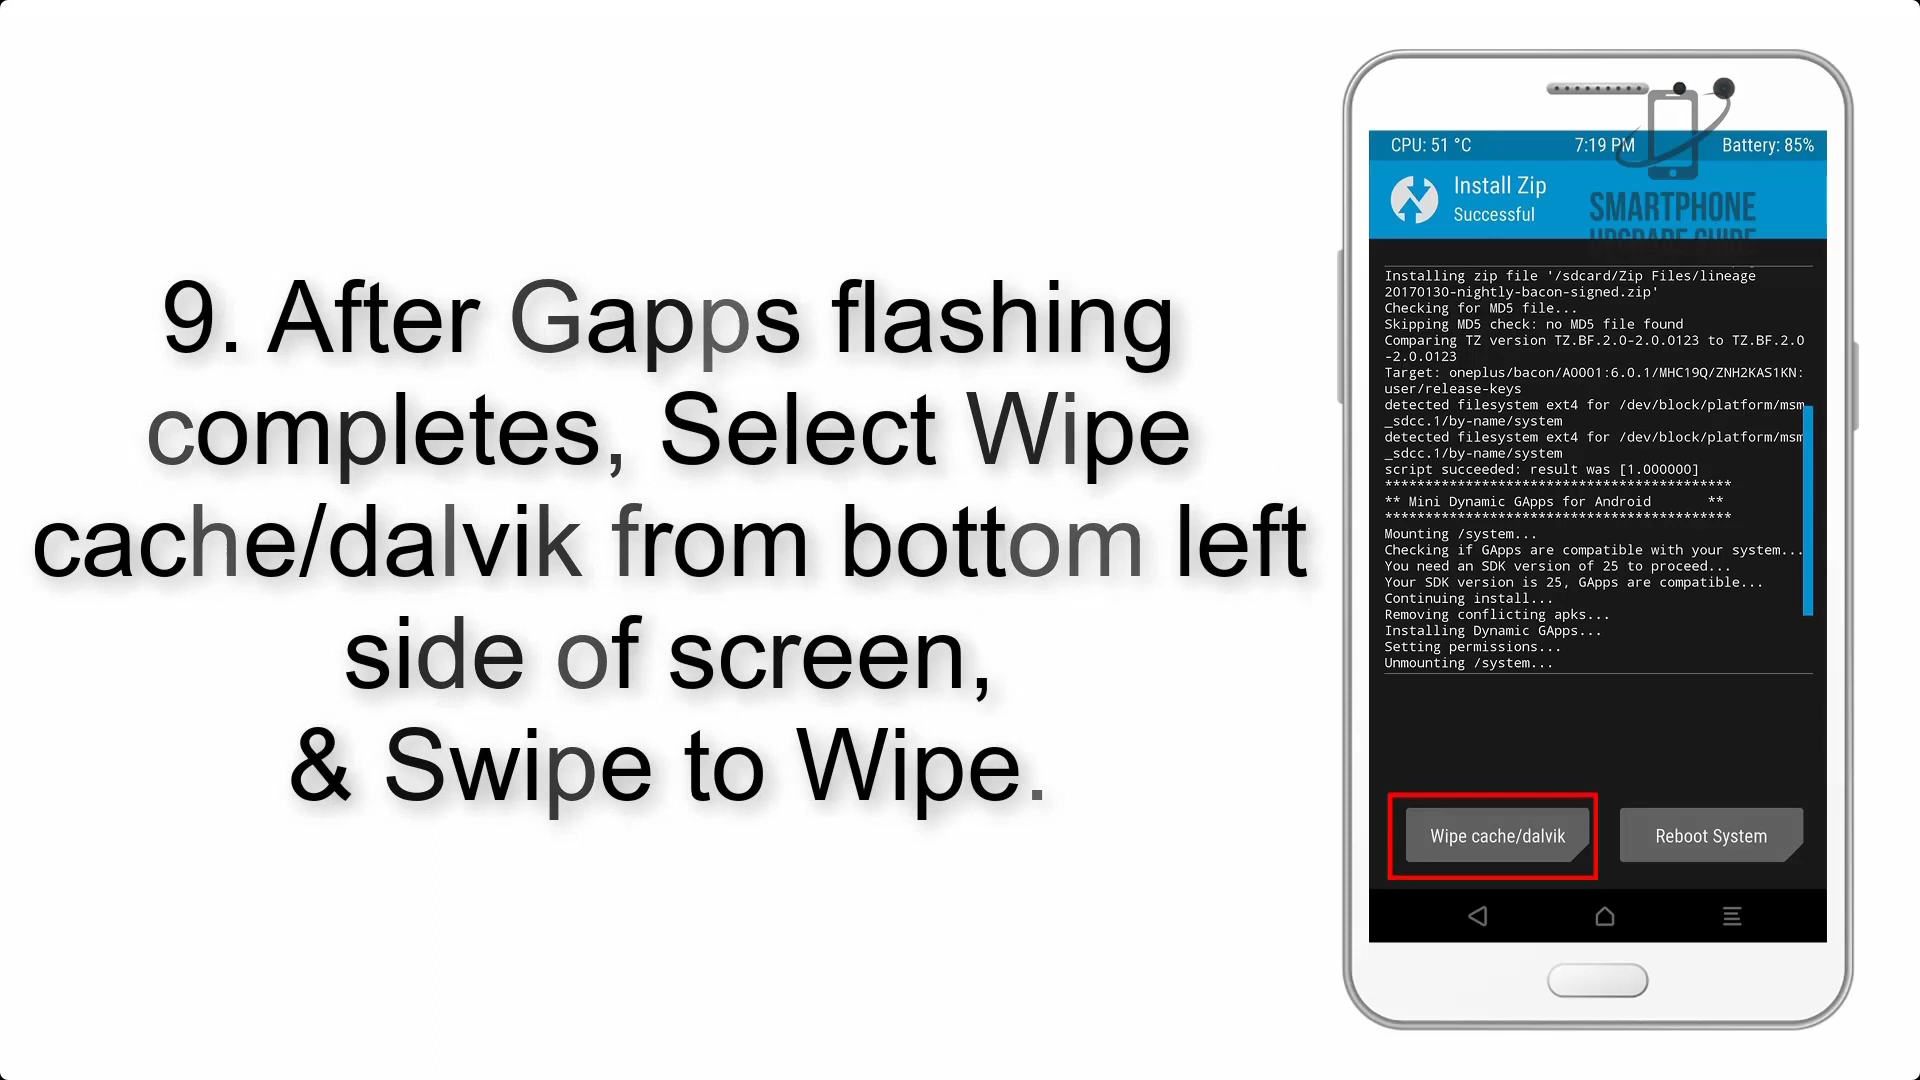 9. After Gapps flashing
completes, Select Wipe
cache/dalvik from bottom left
side of screen,
& Swipe to Wipe.
CPU: 51 °C 7:19 PM Battery: 85%
Install Zip
Successful
SMARTPHONE
UPGRADE GUIDE
Installing zip file '/sdcard/Zip Files/lineage
20170130-nightly-bacon-signed.zip'
Checking for MD5 file...
Skipping MD5 check: no MD5 file found
Comparing TZ version TZ.BF.2.0-2.0.0123 to TZ.BF.2.0
-2.0.0123
Target: oneplus/bacon/A0001:6.0.1/MHC19Q/ZNH2KAS1KN:
user/release-keys
detected filesystem ext4 for /dev/block/platform/msm
_sdcc.1/by-name/system
detected filesystem ext4 for /dev/block/platform/msm
_sdcc.1/by-name/system
script succeeded: result was [1.000000]
******************************************
** Mini Dynamic GApps for Android **
******************************************
Mounting /system...
Checking if GApps are compatible with your system...
You need an SDK version of 25 to proceed...
Your SDK version is 25, GApps are compatible...
Continuing install...
Removing conflicting apks...
Installing Dynamic GApps...
Setting permissions...
Unmounting /system...
Wipe cache/dalvik Reboot System